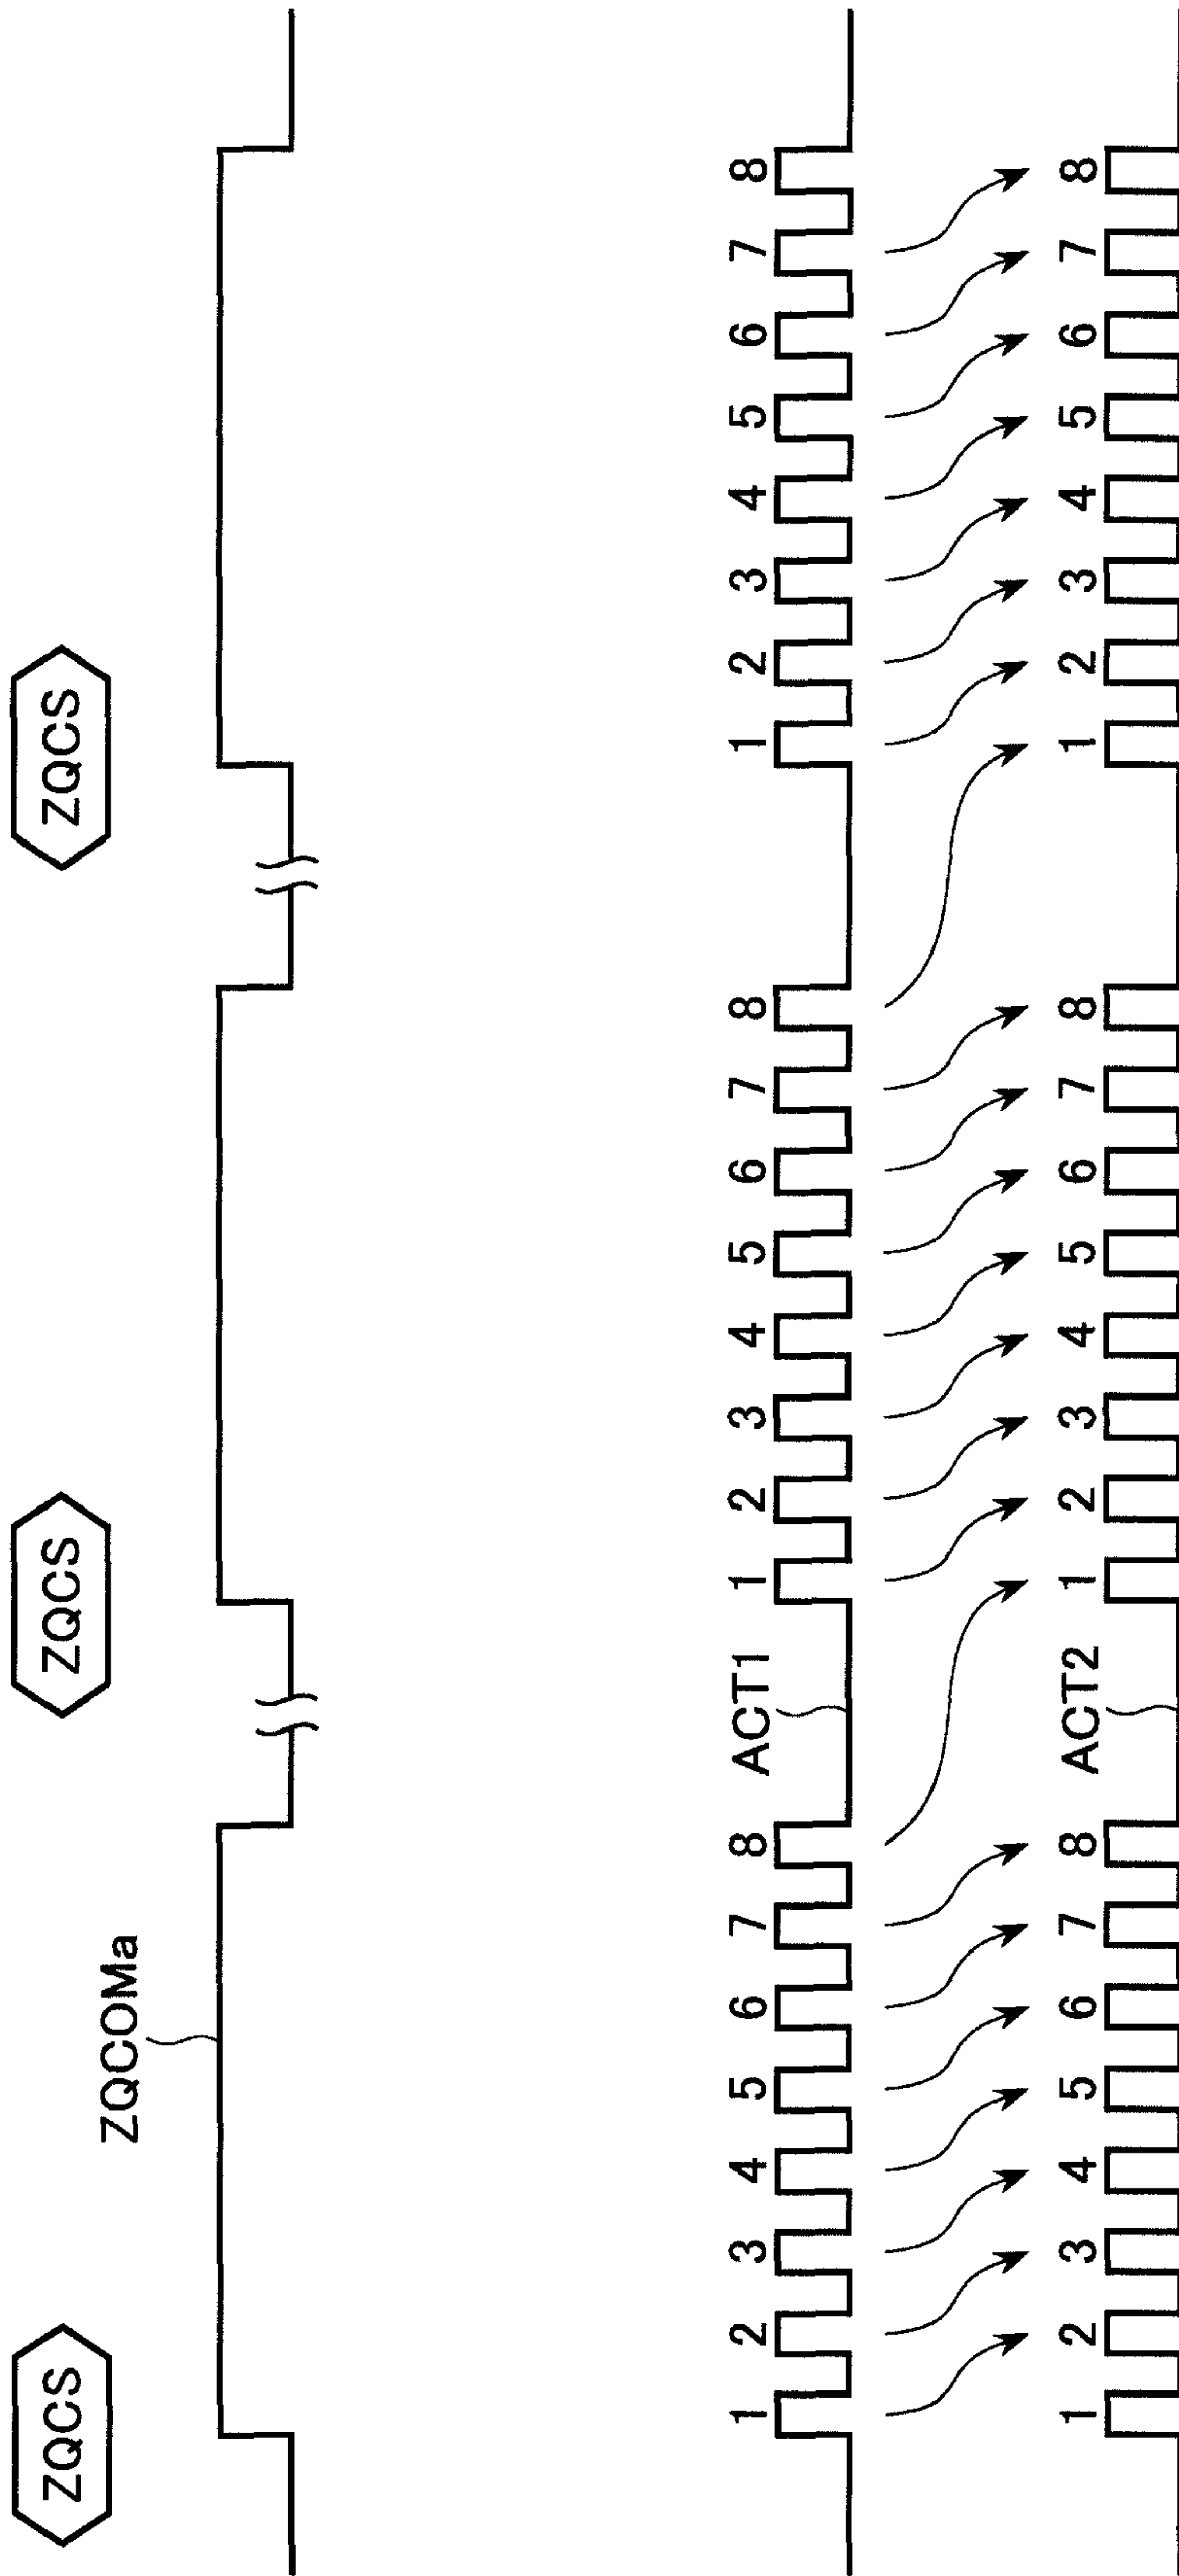 ZQCS ZQCS ZQCS
ZQCOMa
1 2 3 4 5 6 7 8 ACT1 1 2 3 4 5 6 7 8 1 2 3 4 5 6 7 8
1 2 3 4 5 6 7 8 ACT2 1 2 3 4 5 6 7 8 1 2 3 4 5 6 7 8